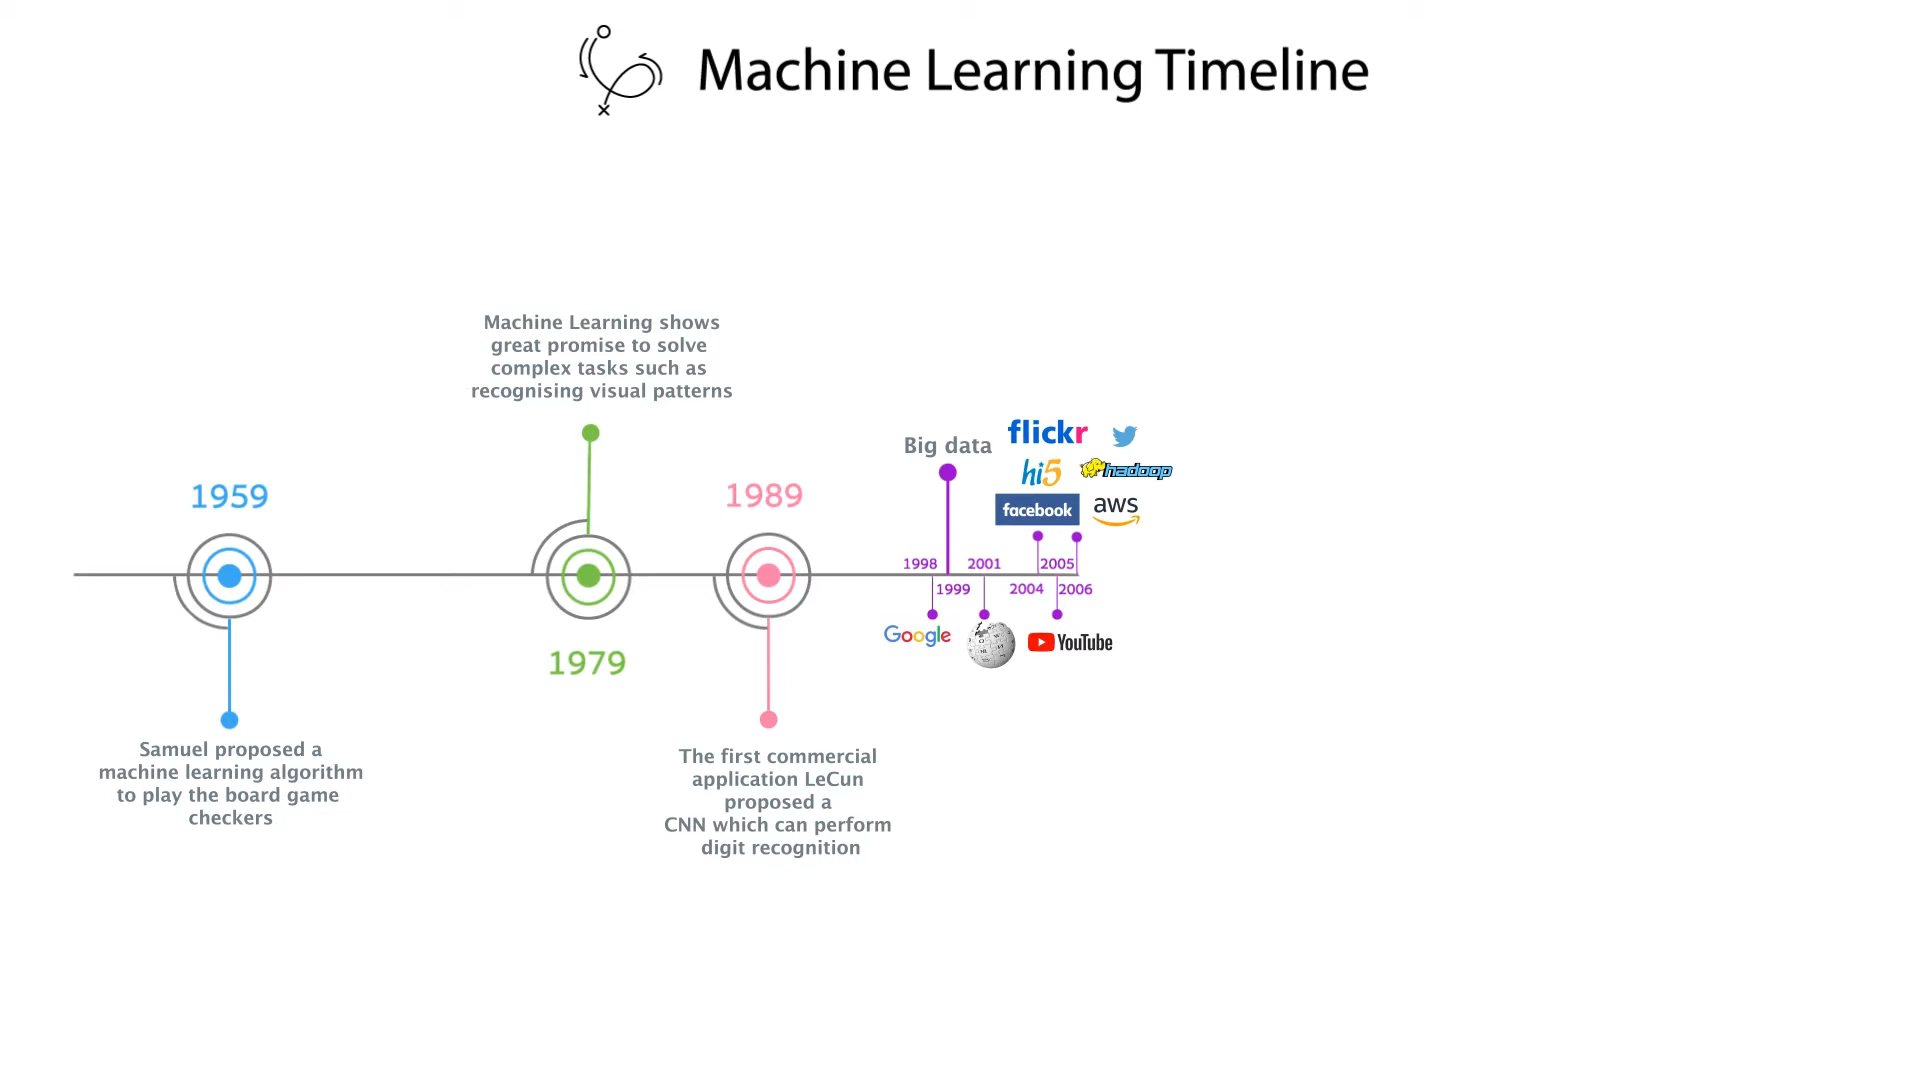 Machine Learning Timeline
Machine Learning shows
great promise to solve
complex tasks such as
recognising visual patterns
1959
1979
1989
Samuel proposed a
machine learning algorithm
to play the board game
checkers
The first commercial
application LeCun
proposed a
CNN which can perform
digit recognition
Big data
flickr
hi5
hadoop
facebook
aws
1998
2001
2005
1999
2004
2006
Google
YouTube